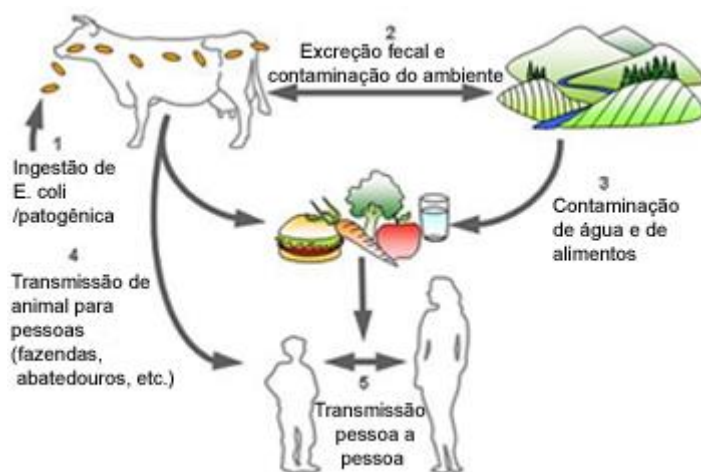 1
Ingestão de
E. coli
/patogênica
2
Excreção fecal e
contaminação do ambiente
3
Contaminação
de água e de
alimentos
4
Transmissão de
animal para
pessoas
(fazendas,
abatedouros, etc.)
5
Transmissão
pessoa a
pessoa